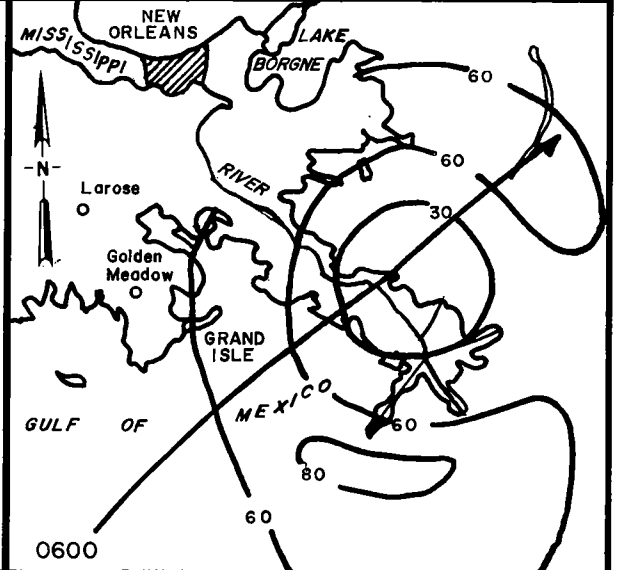 NEW
ORLEANS
MISSISSIPPI
LAKE
BORGNE
60
60
-N-
RIVER
Larose
30
Golden
Meadow
GRAND
ISLE
MEXICO
GULF OF
60
80
60
0600